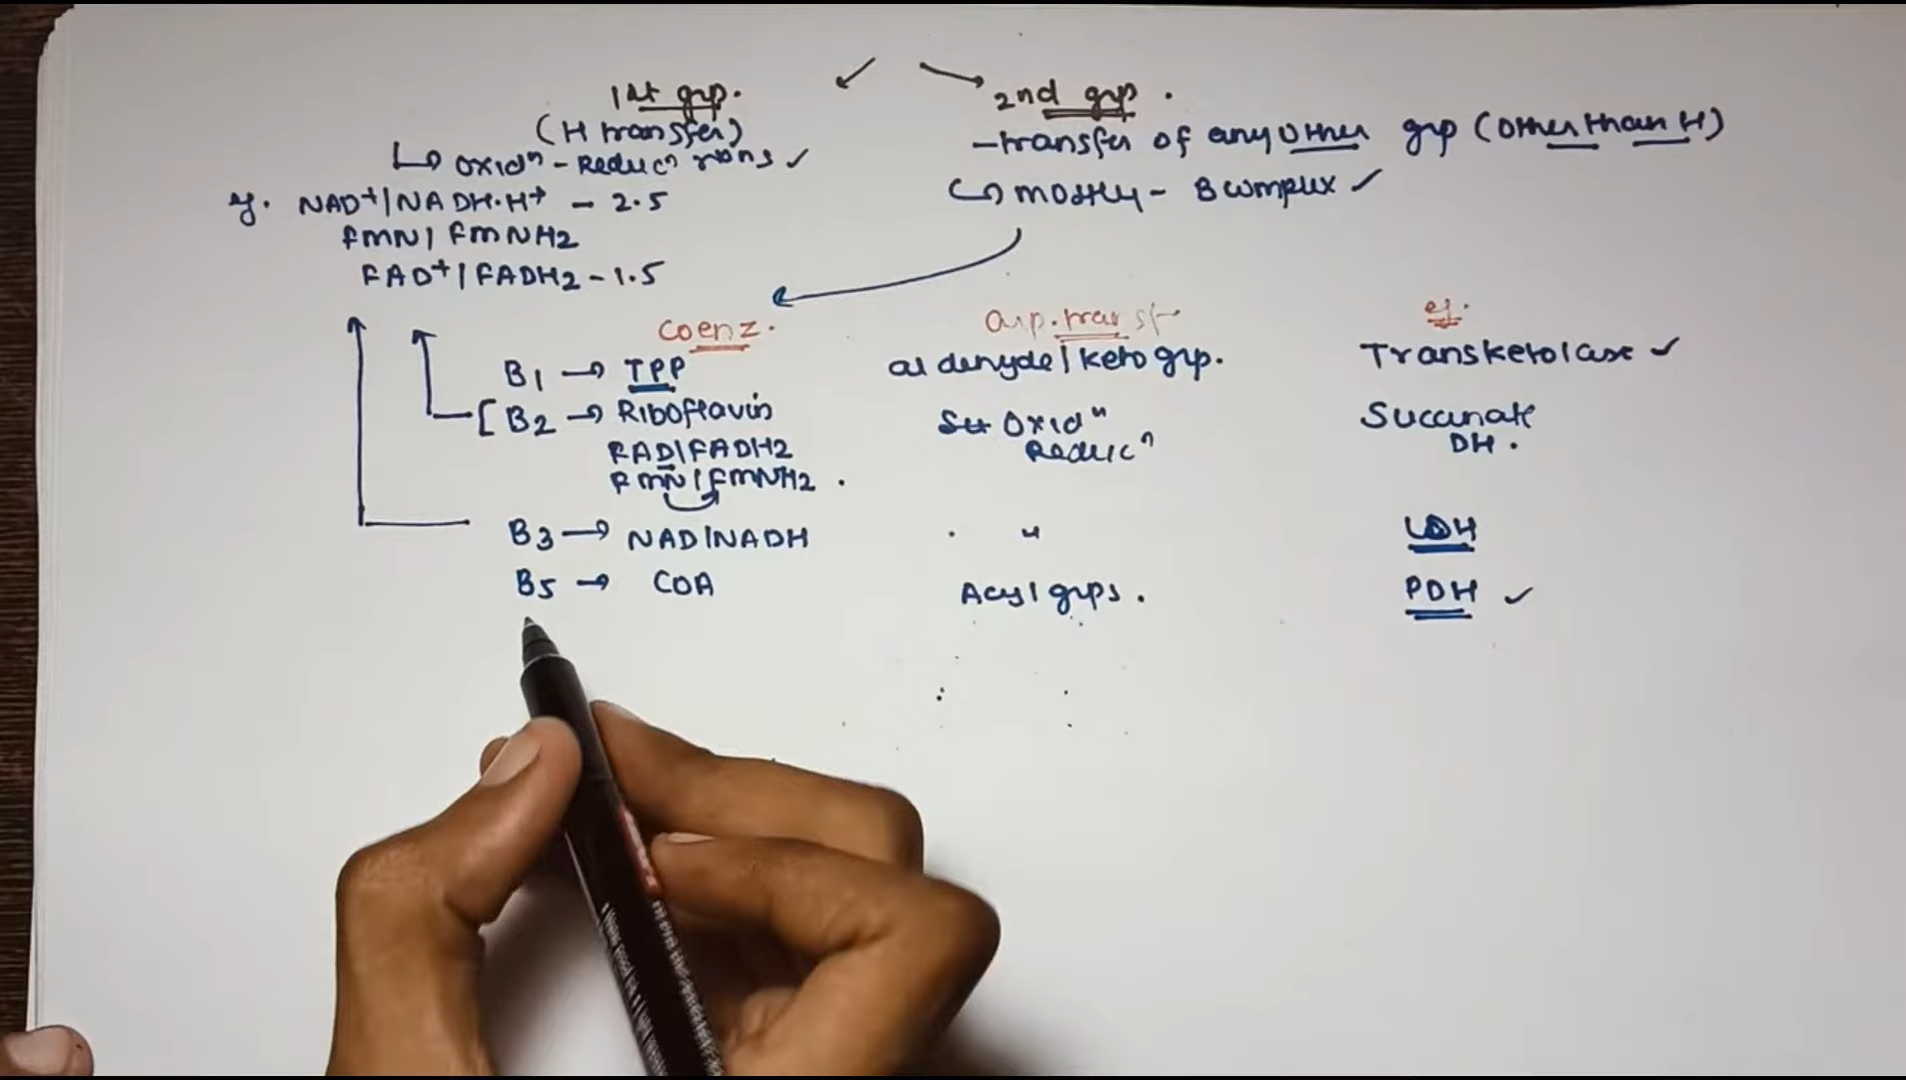 1st grp.
(H transfer)
↳ oxidⁿ - Reducⁿ rxns ✓
eg. NAD+/NADH.H+ - 2.5
FMN/FMNH2
FAD+/FADH2 - 1.5
2nd grp.
- transfer of any other grp (other than H)
↳ mostly - B complex ✓
coenz. Grp. transf eg.
B1 → TPP aldehyde/keto grp. Transketolase ✓
[B2 → Riboflavin Oxidⁿ Succinate
FAD/FADH2 Reducⁿ DH.
FMN/FMNH2.
B3 → NAD/NADH " LDH
B5 → COA Acyl grps. PDH ✓